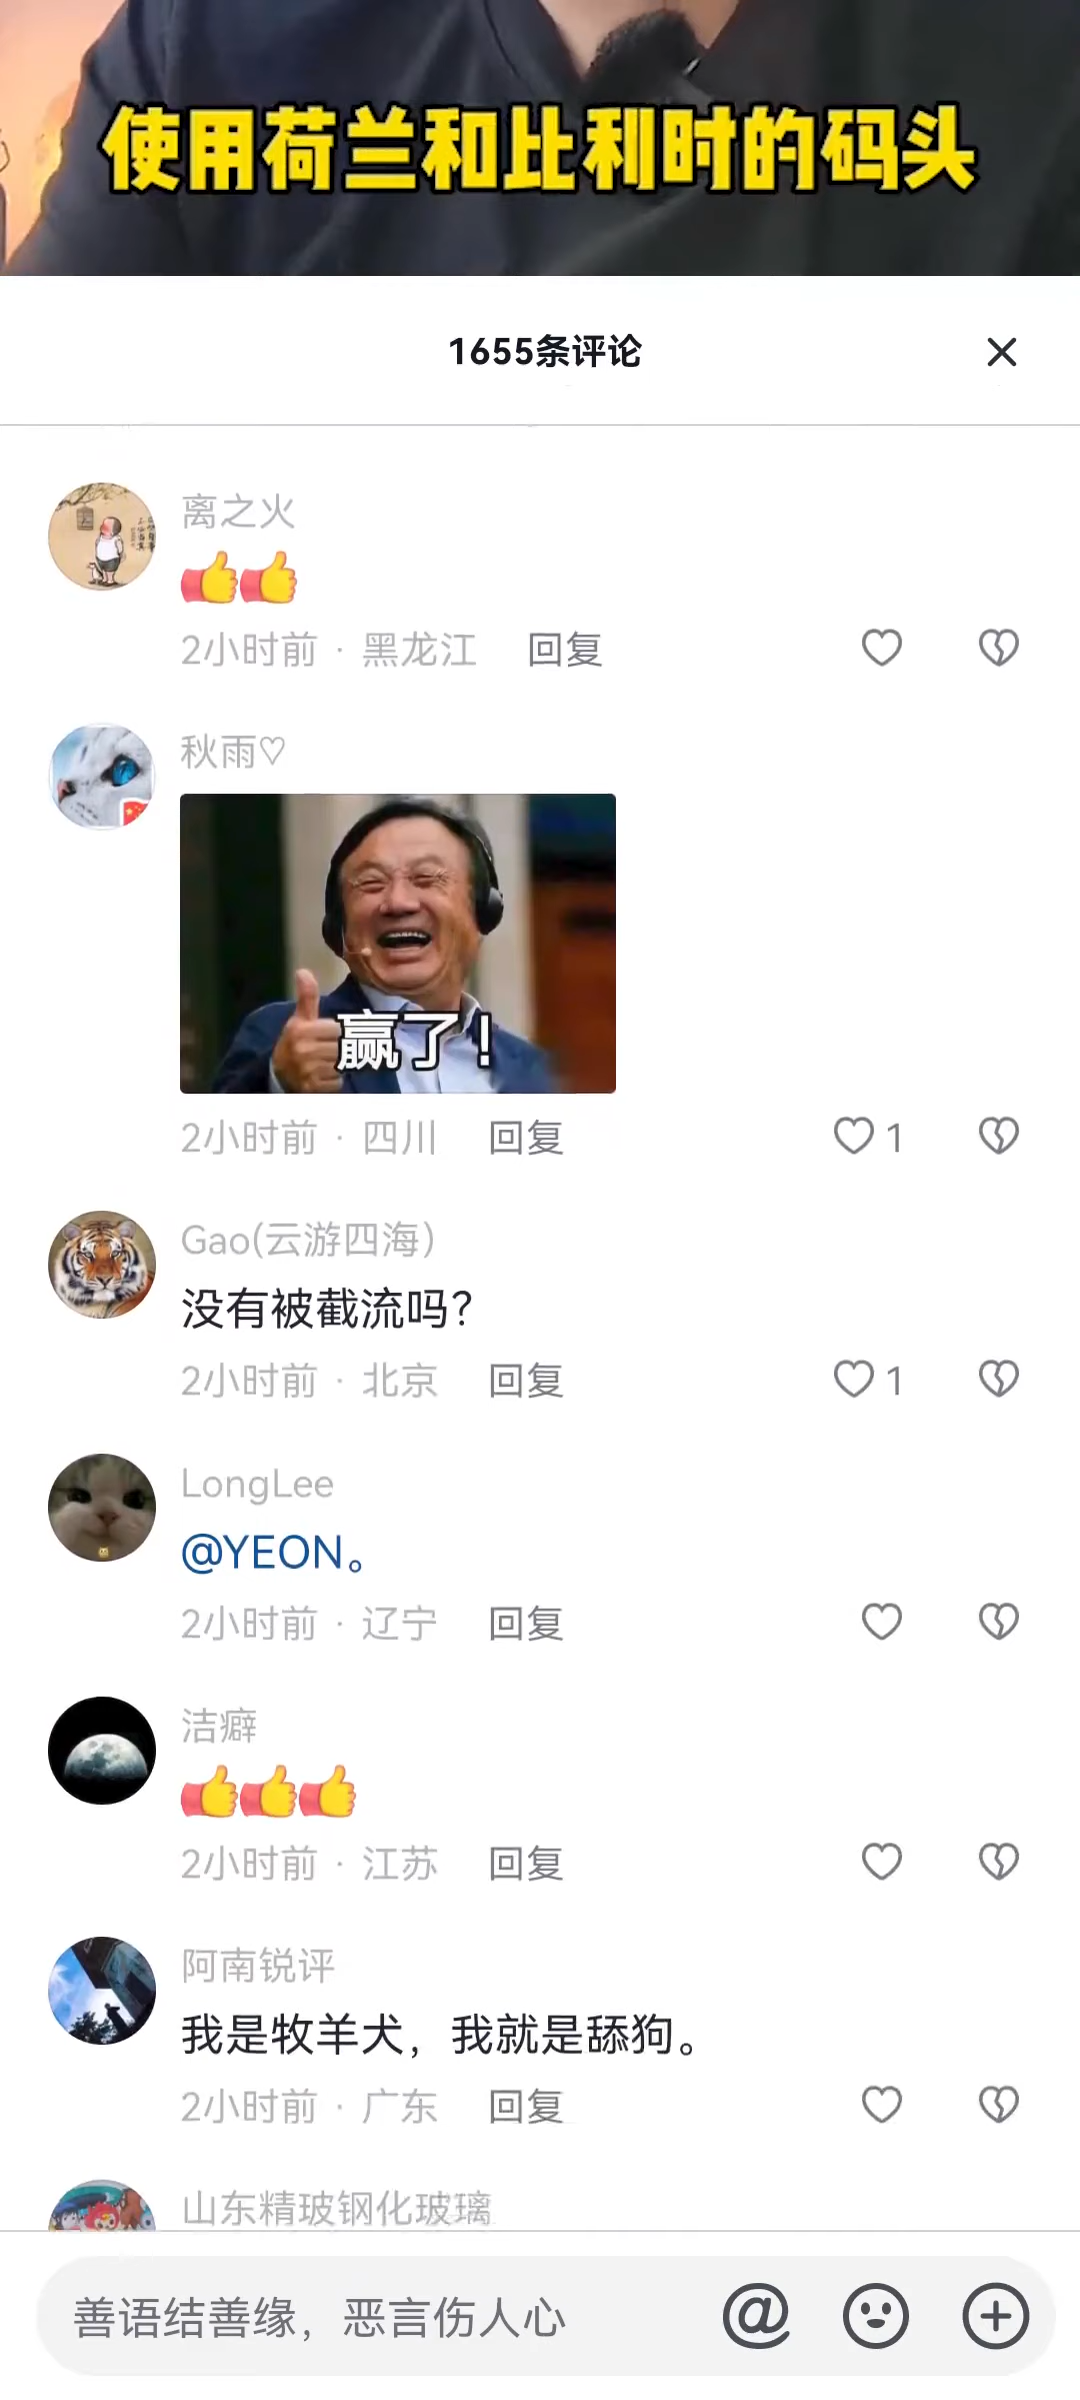 使用荷兰和比利时的码头
1655条评论
离之火
👍👍
2小时前 · 黑龙江 回复
秋雨♡
赢了！
2小时前 · 四川 回复 1
Gao(云游四海)
没有被截流吗？
2小时前 · 北京 回复 1
LongLee
@YEON。
2小时前 · 辽宁 回复
洁癖
👍👍👍
2小时前 · 江苏 回复
阿南锐评
我是牧羊犬，我就是舔狗。
2小时前 · 广东 回复
山东精玻钢化玻璃
善语结善缘，恶言伤人心 @